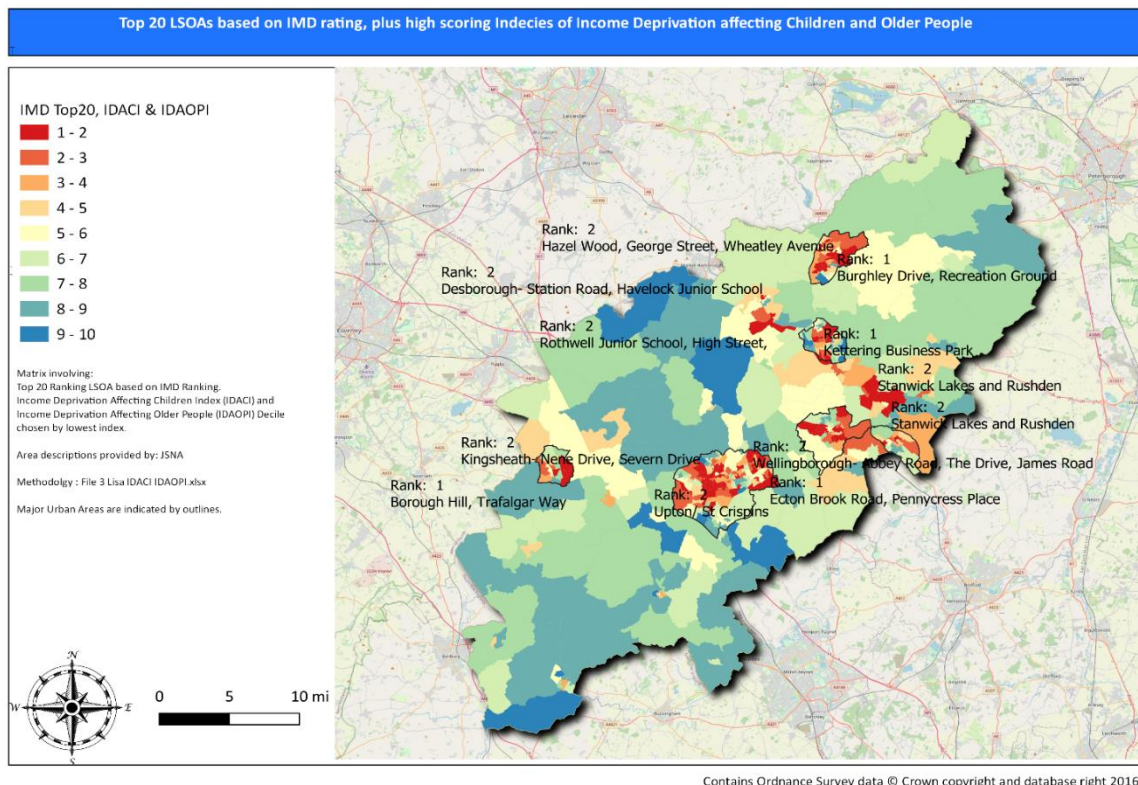 Top 20 LSOAs based on IMD rating, plus high scoring Indecies of Income Deprivation affecting Children and Older People
IMD Top20, IDACI & IDAOPI
1 - 2
2 - 3
3 - 4
4 - 5
5 - 6
6 - 7
7 - 8
8 - 9
9 - 10
Matrix involving:
Top 20 Ranking LSOA based on IMD Ranking.
Income Deprivation Affecting Children Index (IDACI) and
Income Deprivation Affecting Older People (IDAOPI) Decile
chosen by lowest index.
Area descriptions provided by: JSNA
Methodolgy : File 3 Lisa IDACI IDAOPI.xlsx
Major Urban Areas are indicated by outlines.
N
W
E
S
0 5 10 mi
Rank: 2
Hazel Wood, George Street, Wheatley Avenue
Rank: 1
Burghley Drive, Recreation Ground
Rank: 2
Desborough- Station Road, Havelock Junior School
Rank: 2
Rothwell Junior School, High Street,
Rank: 1
Kettering Business Park
Rank: 2
Stanwick Lakes and Rushden
Rank: 2
Stanwick Lakes and Rushden
Rank: 2
Kingsheath- Nene Drive, Severn Drive
Rank:
Wellingborough- Abbey Road, The Drive, James Road
Rank: 1
Borough Hill, Trafalgar Way
Rank: 1
Ecton Brook Road, Pennycress Place
Rank: 2
Upton/ St Crispins
Leicester
Peterborough
Coventry
Contains Ordnance Survey data © Crown copyright and database right 2016